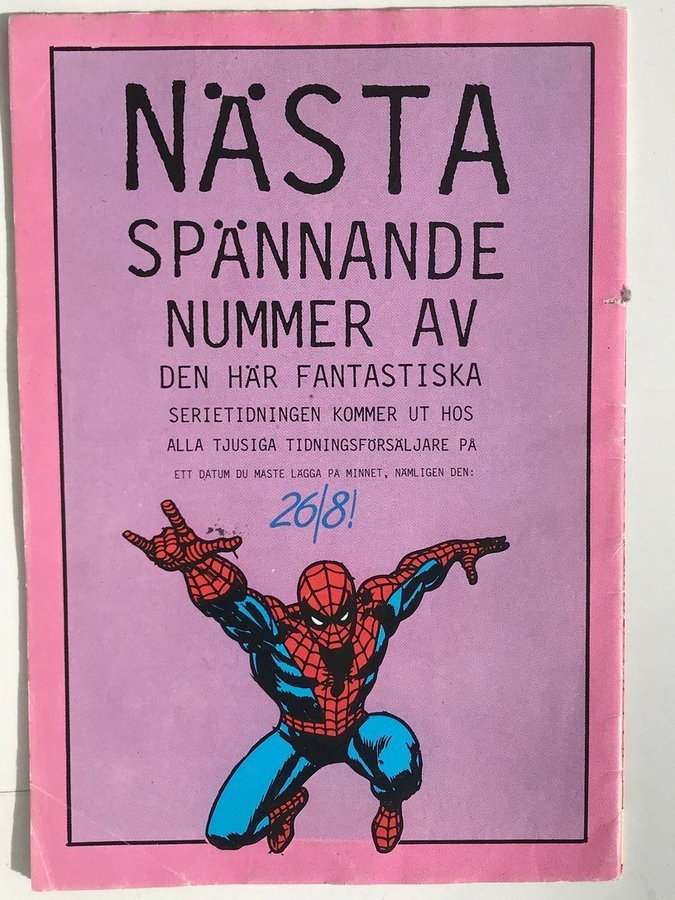 NÄSTA
SPÄNNANDE
NUMMER AV
DEN HÄR FANTASTISKA
SERIETIDNINGEN KOMMER UT HOS
ALLA TJUSIGA TIDNINGSFÖRSÄLJARE PÅ
ETT DATUM DU MÅSTE LÄGGA PÅ MINNET, NÄMLIGEN DEN:
26/8!